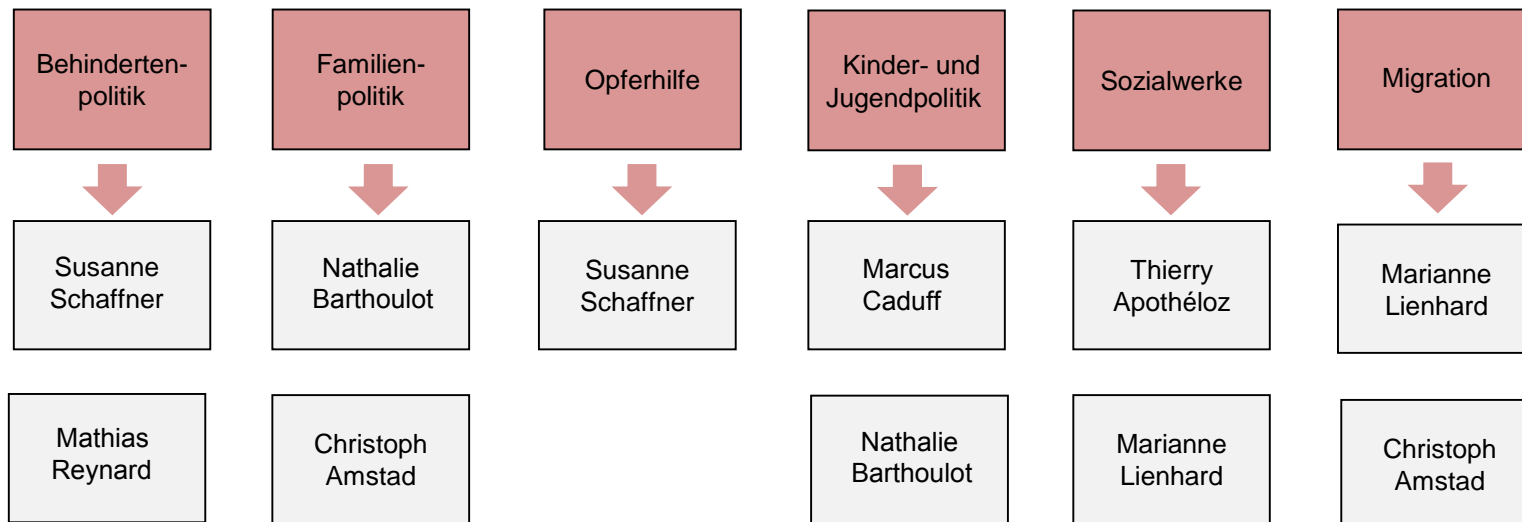 Behinderten-
politik
Familien-
politik
Opferhilfe
Kinder- und
Jugendpolitik
Sozialwerke
Migration
Susanne
Schaffner
Nathalie
Barthoulot
Susanne
Schaffner
Marcus
Caduff
Thierry
Apothéloz
Marianne
Lienhard
Mathias
Reynard
Christoph
Amstad
Nathalie
Barthoulot
Marianne
Lienhard
Christoph
Amstad